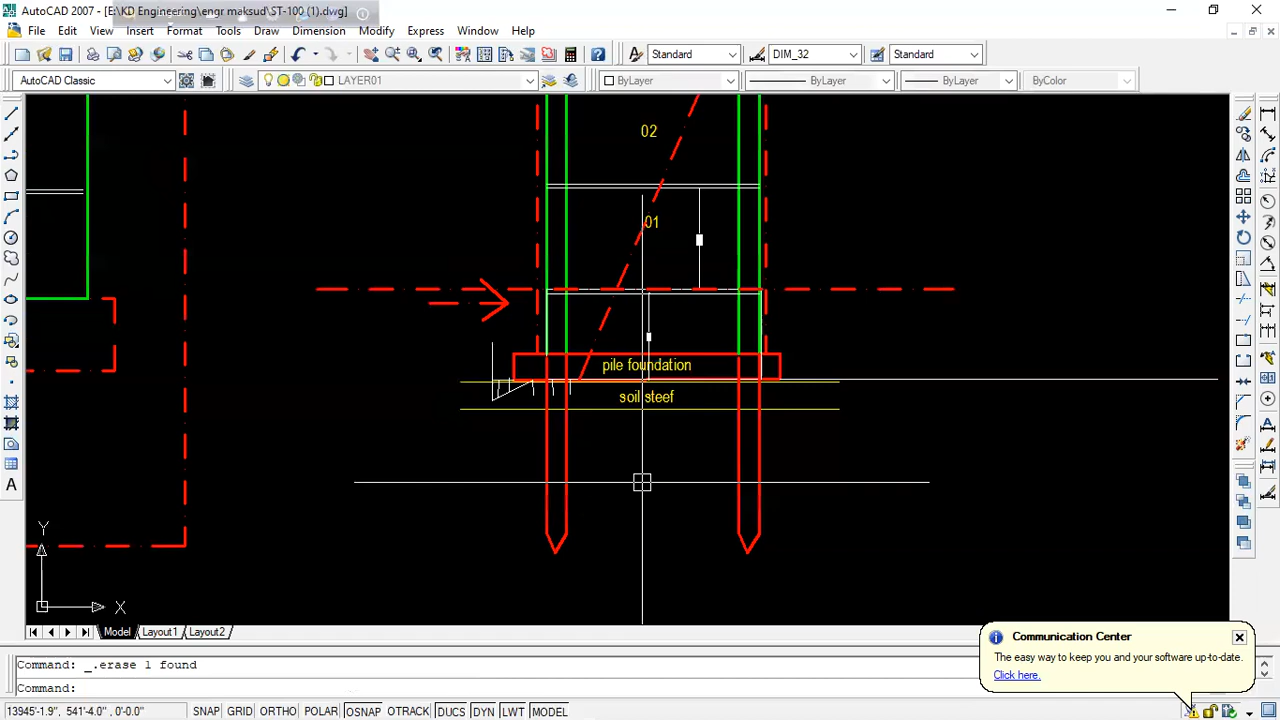 AutoCAD 2007 - [E:\KD Engineering\engr maksud\ST-100 (1).dwg]
File Edit View Insert Format Tools Draw Dimension Modify Express Window Help
Standard DIM_32 Standard
AutoCAD Classic LAYER01 ByLayer ByLayer ByLayer ByColor
02
01
pile foundation
soil steef
Y
X
A
A
Model Layout1 Layout2
Communication Center
The easy way to keep you and your software up-to-date.
Click here.
Command: _.erase 1 found
Command:
13945'-1.9", 541'-4.0", 0'-0.0" SNAP GRID ORTHO POLAR OSNAP OTRACK DUCS DYN LWT MODEL